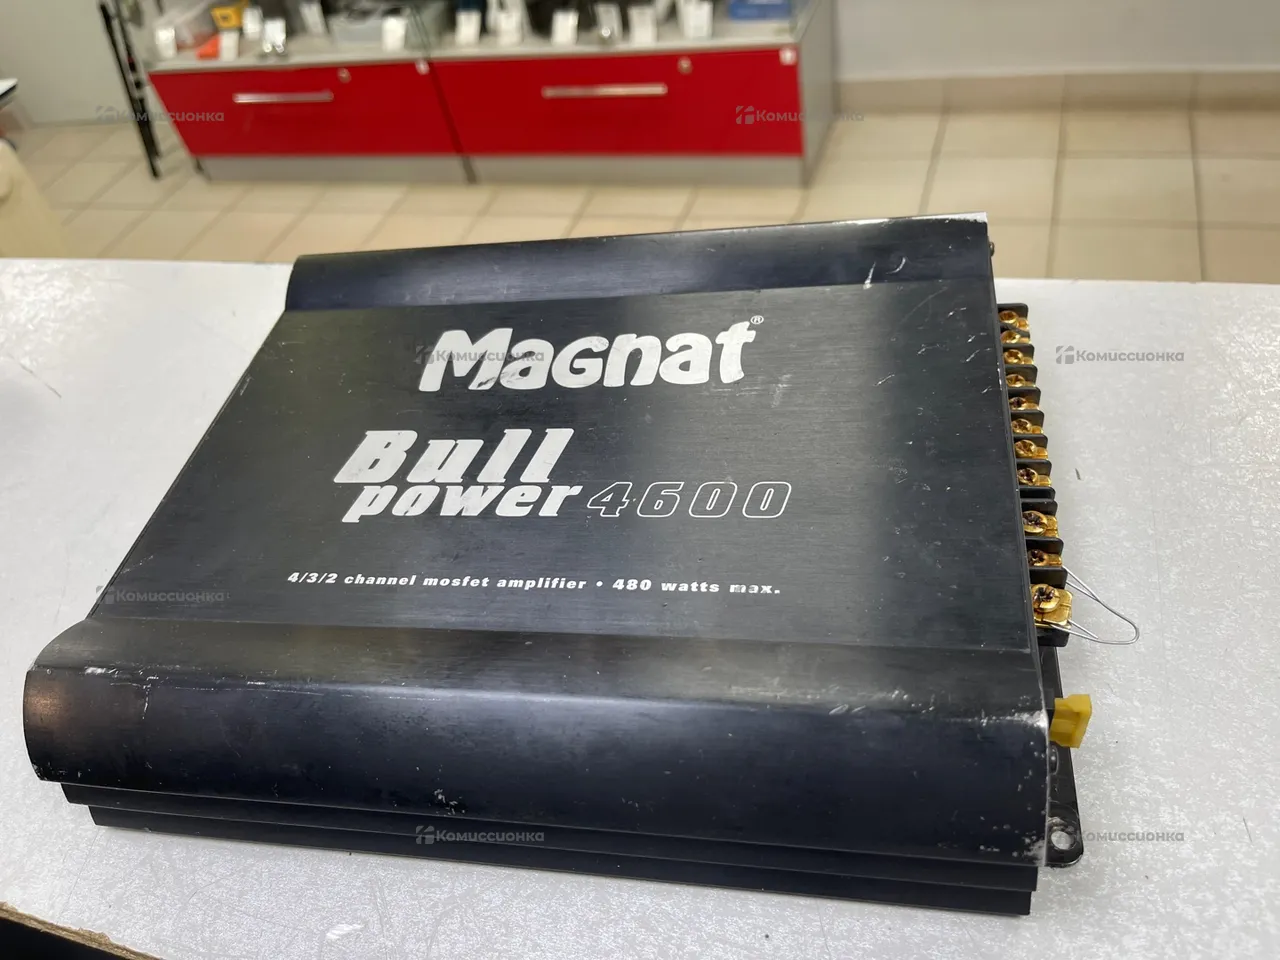 Комиссионка
Комиссионка
Magnat®
Комиссионка
Комиссионка
Bull
power 4600
4/3/2 channel mosfet amplifier • 480 watts max.
Комиссионка
Комиссионка
Комиссионка